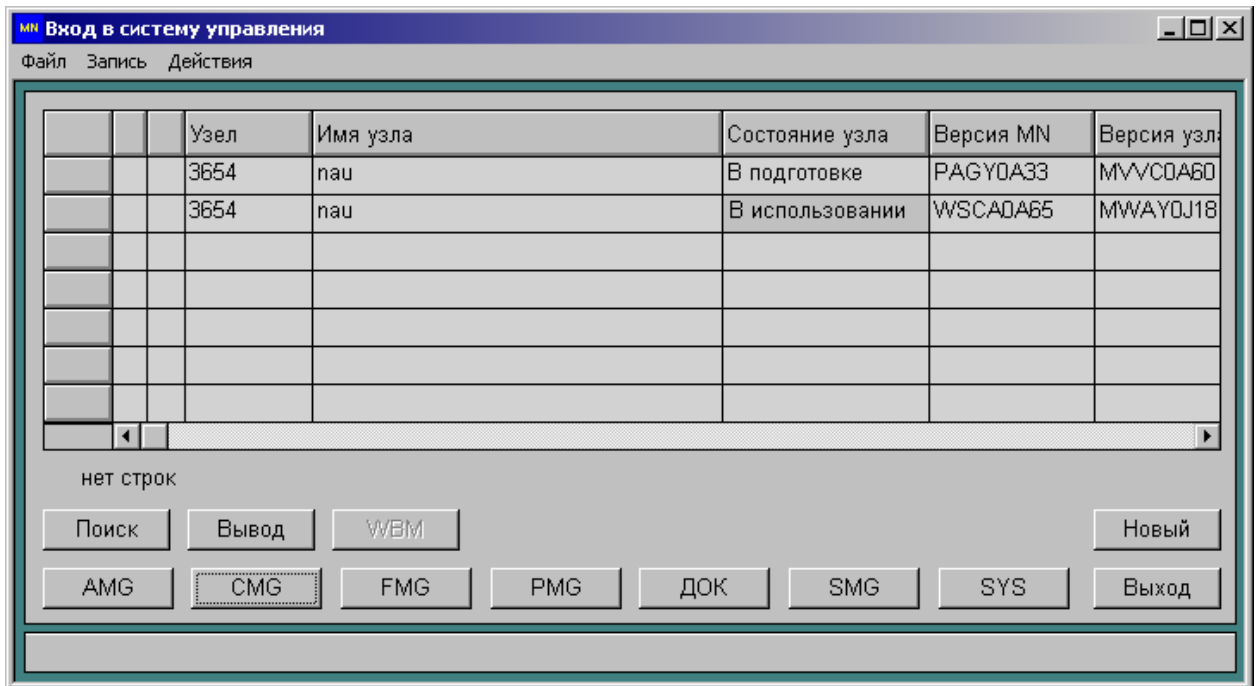 MN Вход в систему управления
Файл Запись Действия
Узел Имя узла Состояние узла Версия MN Версия узла
3654 nau В подготовке PAGY0A33 MVVC0A60
3654 nau В использовании WSCA0A65 MWAY0J18
нет строк
Поиск Вывод WBM Новый
AMG CMG FMG PMG ДОК SMG SYS Выход